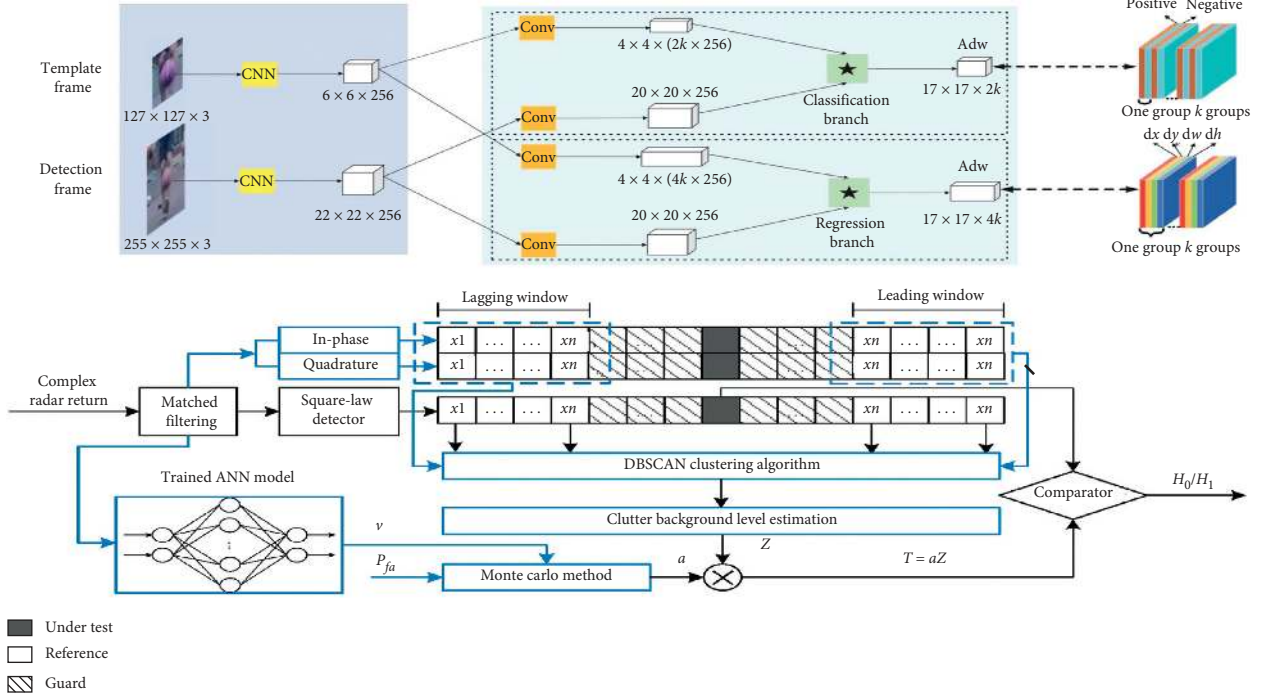 Positive Negative
Template
frame
127 × 127 × 3
CNN
6 × 6 × 256
Conv
4 × 4 × (2k × 256)
Adw
17 × 17 × 2k
Classification
branch
One group k groups
20 × 20 × 256
Conv
Detection
frame
255 × 255 × 3
CNN
22 × 22 × 256
Conv
4 × 4 × (4k × 256)
dx dy dw dh
Adw
17 × 17 × 4k
Regression
branch
20 × 20 × 256
Conv
One group k groups
Lagging window
Leading window
In-phase
x1 ... ... xn ... ... xn ... ... xn
Quadrature
x1 ... ... xn xn ... ... xn
Complex
radar return
Matched
filtering
Square-law
detector
x1 ... ... xn ... ... xn ... ... xn
DBSCAN clustering algorithm
Trained ANN model
Comparator
H0/H1
Clutter background level estimation
v
Z
Pfa
Monte carlo method
a
T = aZ
Under test
Reference
Guard